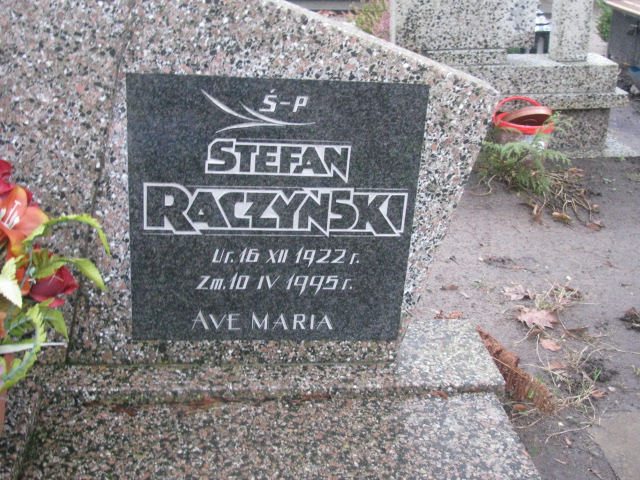 Ś-P
STEFAN
RACZYŃSKI
Ur. 16 XII 1922 r.
Zm. 10 IV 1995 r.
AVE MARIA